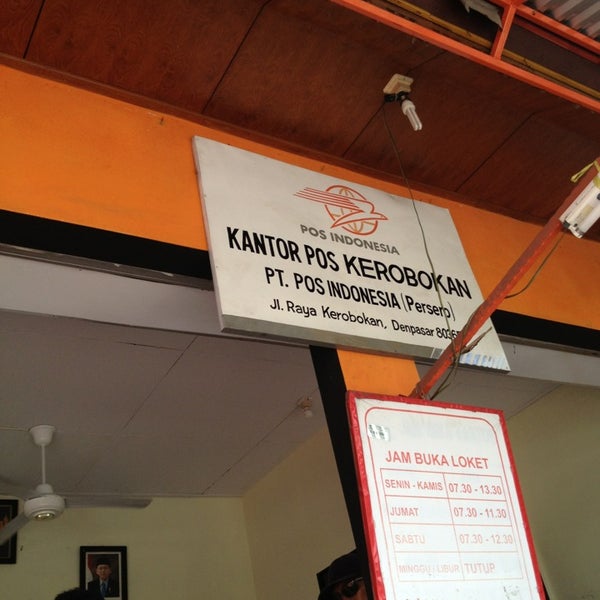 POS INDONESIA
KANTOR POS KEROBOKAN
PT. POS INDONESIA (Persero)
Jl. Raya Kerobokan, Denpasar
JAM BUKA LOKET
SENIN - KAMIS 07.30 - 13.30
JUMAT 07.30 - 11.30
SABTU 07.30 - 12.30
MINGGU / LIBUR TUTUP